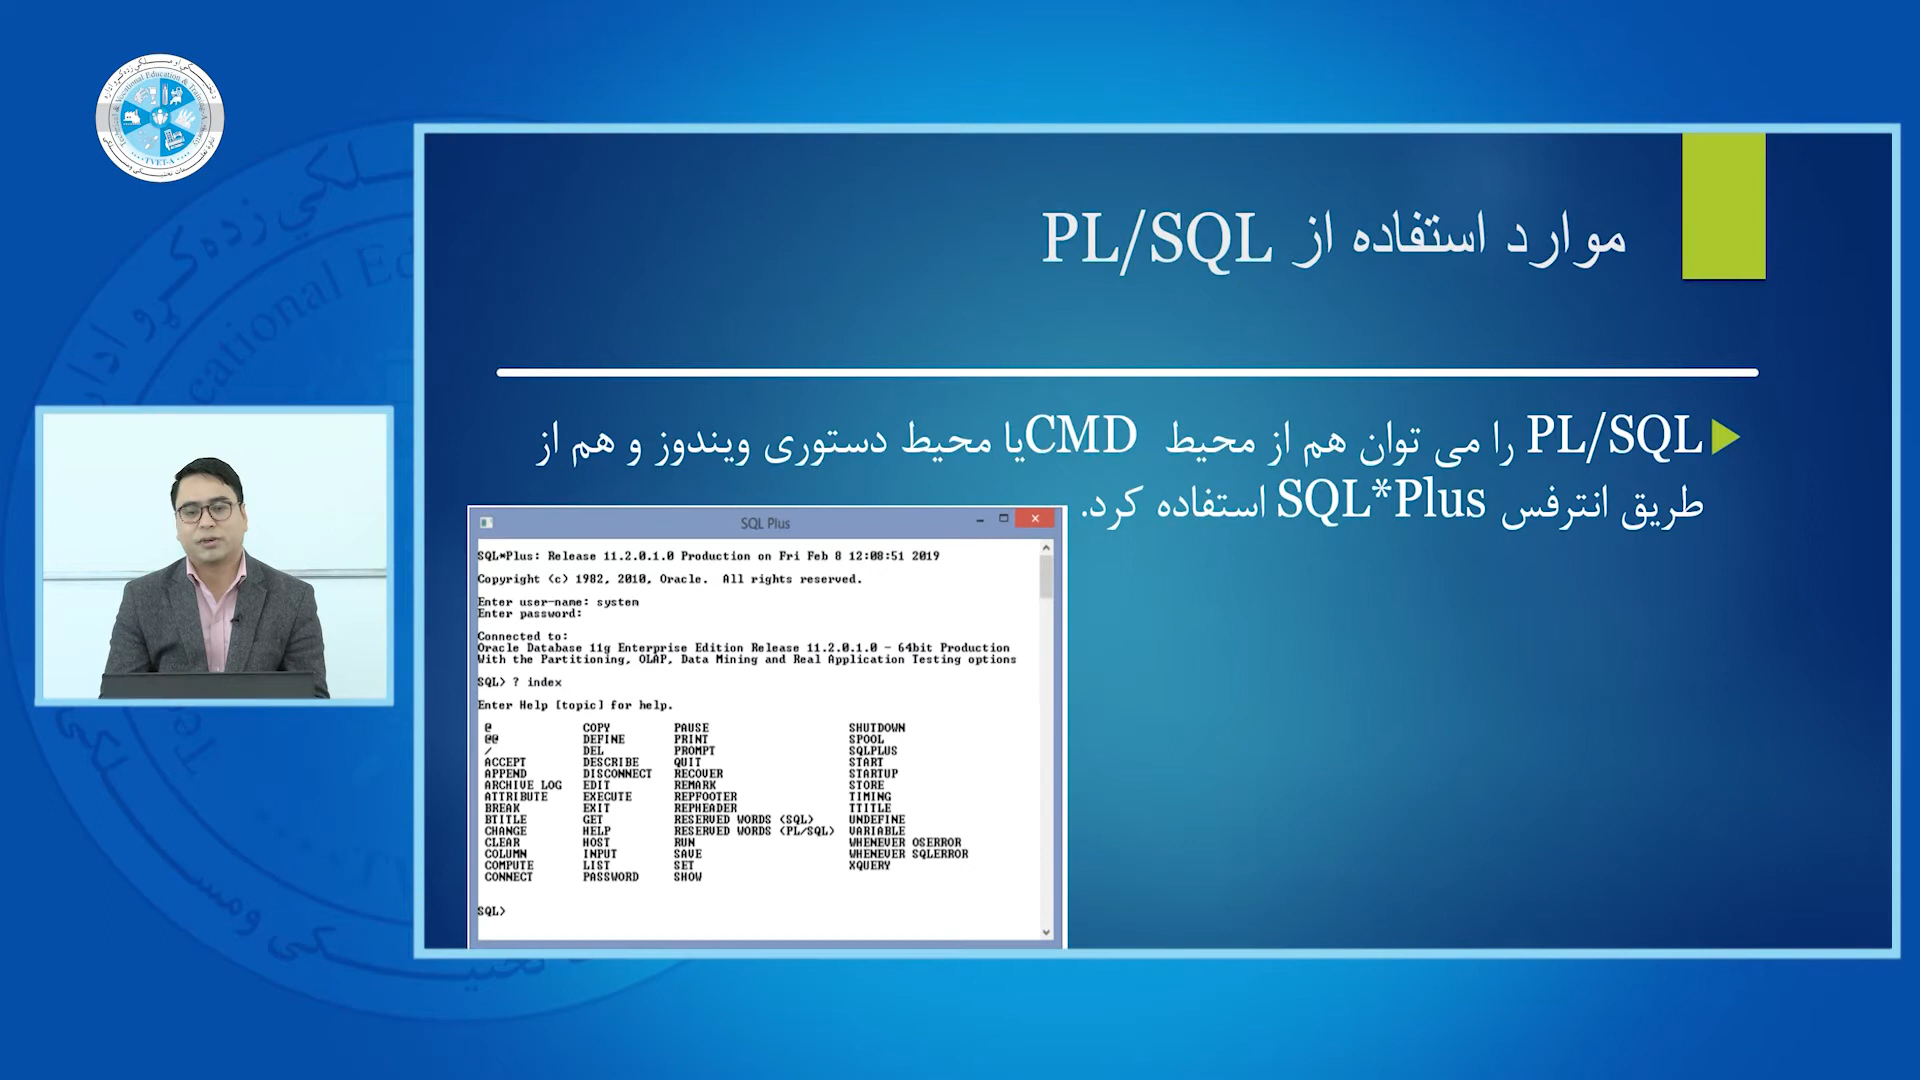 Technical & Vocational Education & Training
TVET-A
موارد استفاده از PL/SQL
PL/SQL را می توان هم از محیط CMDیا محیط دستوری ویندوز و هم از
طریق انترفس SQL*Plus استفاده کرد.
SQL Plus
SQL*Plus: Release 11.2.0.1.0 Production on Fri Feb 8 12:08:51 2019
Copyright (c) 1982, 2010, Oracle.  All rights reserved.
Enter user-name: system
Enter password:
Connected to:
Oracle Database 11g Enterprise Edition Release 11.2.0.1.0 - 64bit Production
With the Partitioning, OLAP, Data Mining and Real Application Testing options
SQL> ? index
Enter Help [topic] for help.
@ COPY PAUSE SHUTDOWN
@@ DEFINE PRINT SPOOL
/ DEL PROMPT SQLPLUS
ACCEPT DESCRIBE QUIT START
APPEND DISCONNECT RECOVER STARTUP
ARCHIVE LOG EDIT REMARK STORE
ATTRIBUTE EXECUTE REPFOOTER TIMING
BREAK EXIT REPHEADER TTITLE
BTITLE GET RESERVED WORDS (SQL) UNDEFINE
CHANGE HELP RESERVED WORDS (PL/SQL) VARIABLE
CLEAR HOST RUN WHENEVER OSERROR
COLUMN INPUT SAVE WHENEVER SQLERROR
COMPUTE LIST SET XQUERY
CONNECT PASSWORD SHOW
SQL>